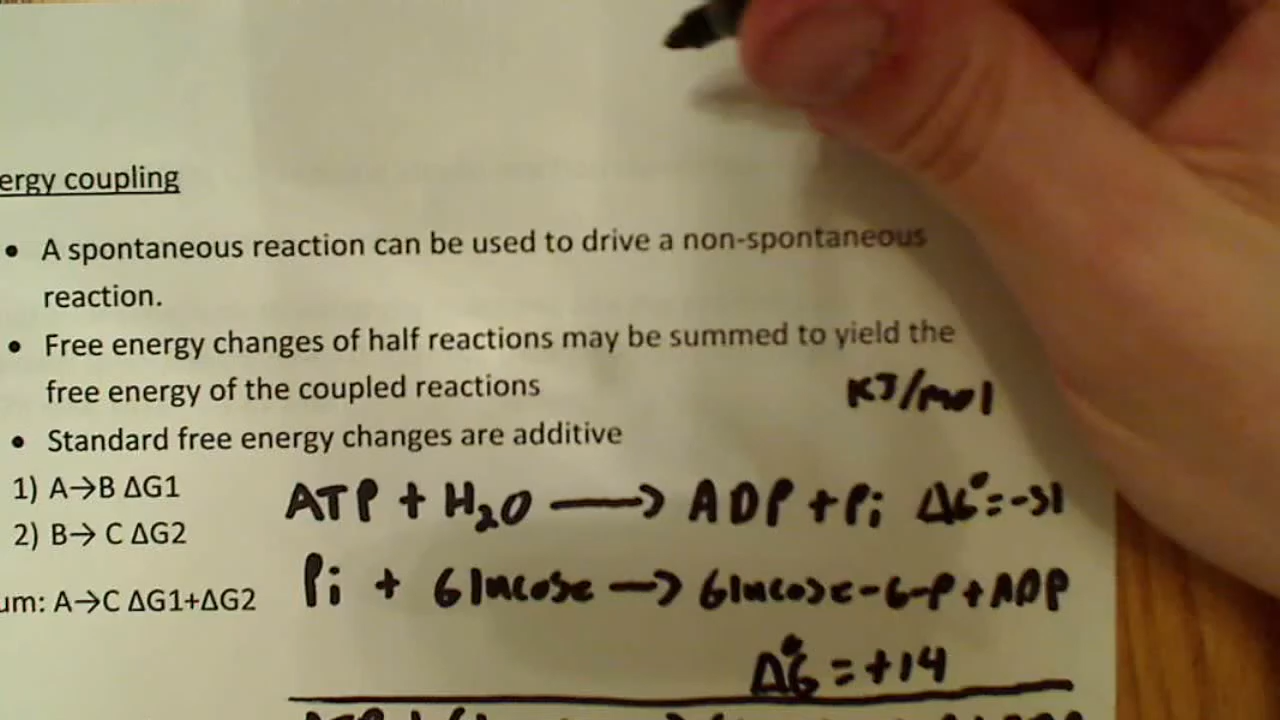 ergy coupling
• A spontaneous reaction can be used to drive a non-spontaneous
reaction.
• Free energy changes of half reactions may be summed to yield the
free energy of the coupled reactions
KJ/mol
• Standard free energy changes are additive
1) A→B ΔG1
2) B→ C ΔG2
um: A→C ΔG1+ΔG2
ATP + H₂O ⟶ ADP + Pi ΔG°=-31
Pi + Glucose → Glucose-6-P + ADP
ΔG° = +14